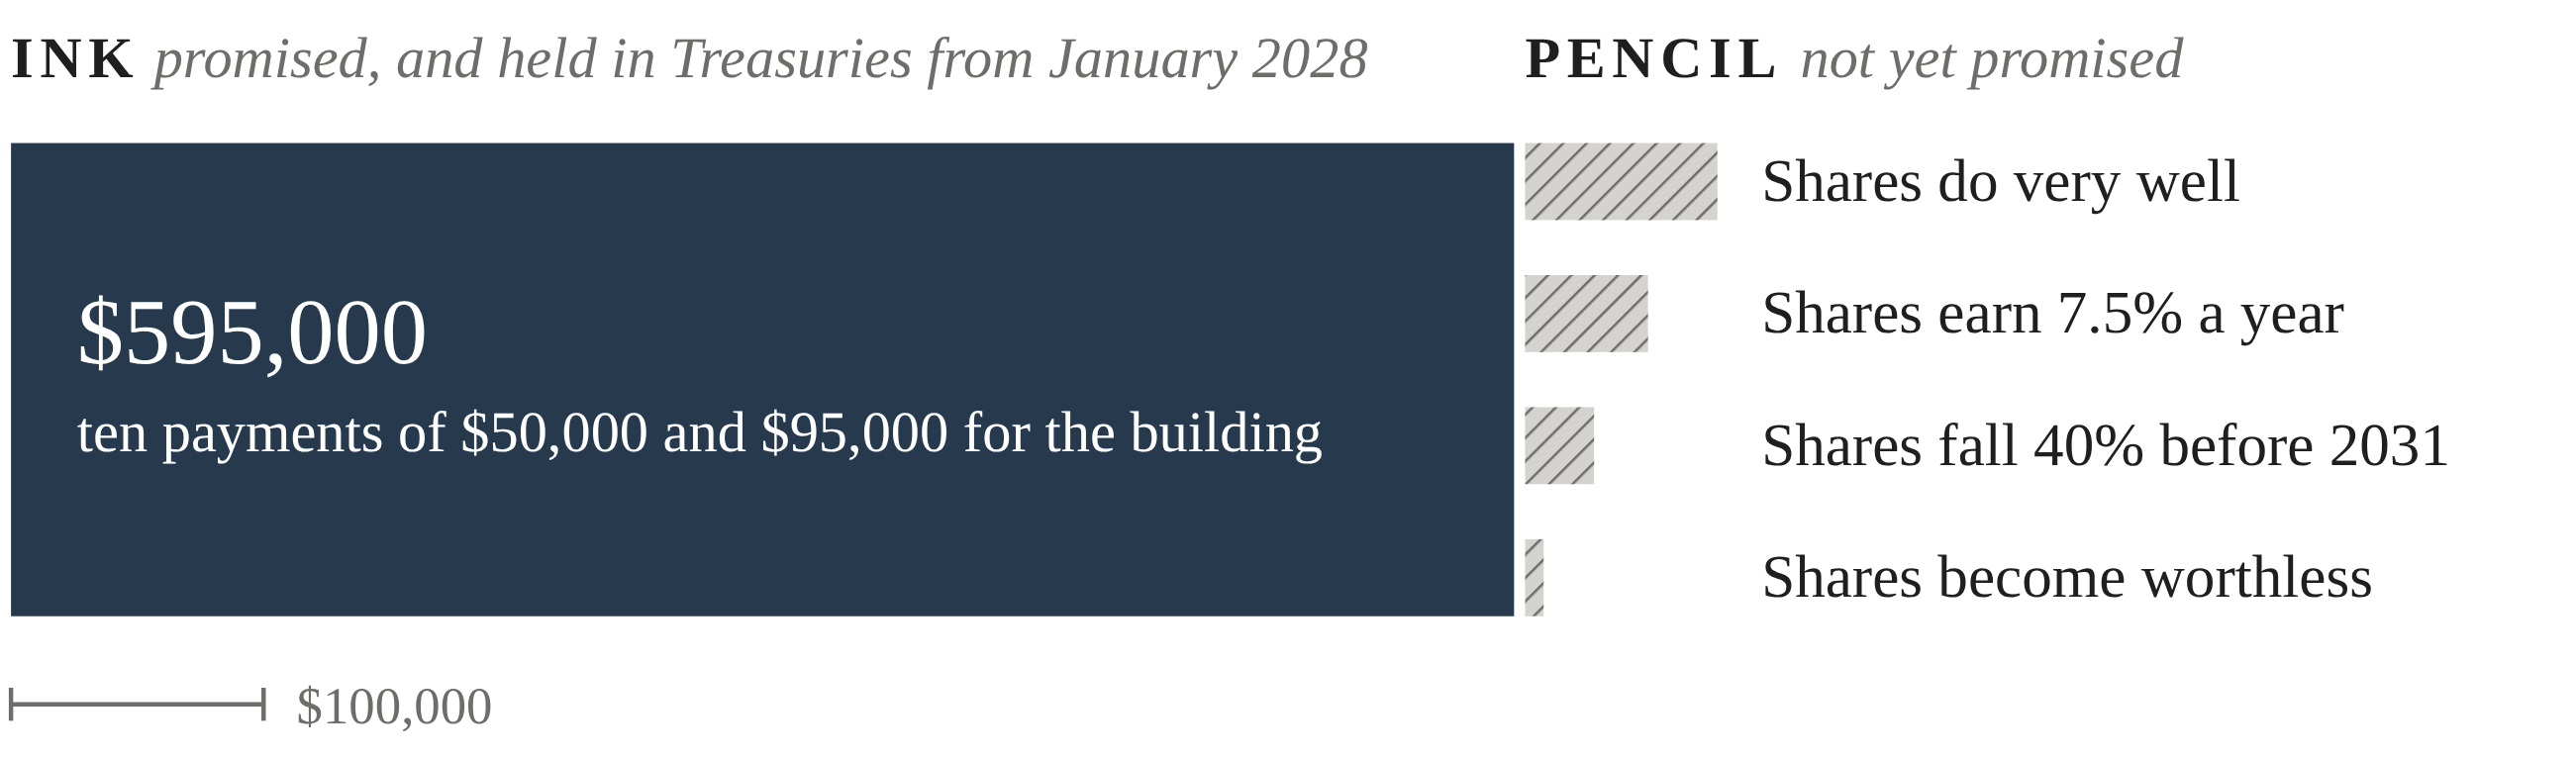 INK promised, and held in Treasuries from January 2028
PENCIL not yet promised
$595,000
ten payments of $50,000 and $95,000 for the building
Shares do very well
Shares earn 7.5% a year
Shares fall 40% before 2031
Shares become worthless
$100,000